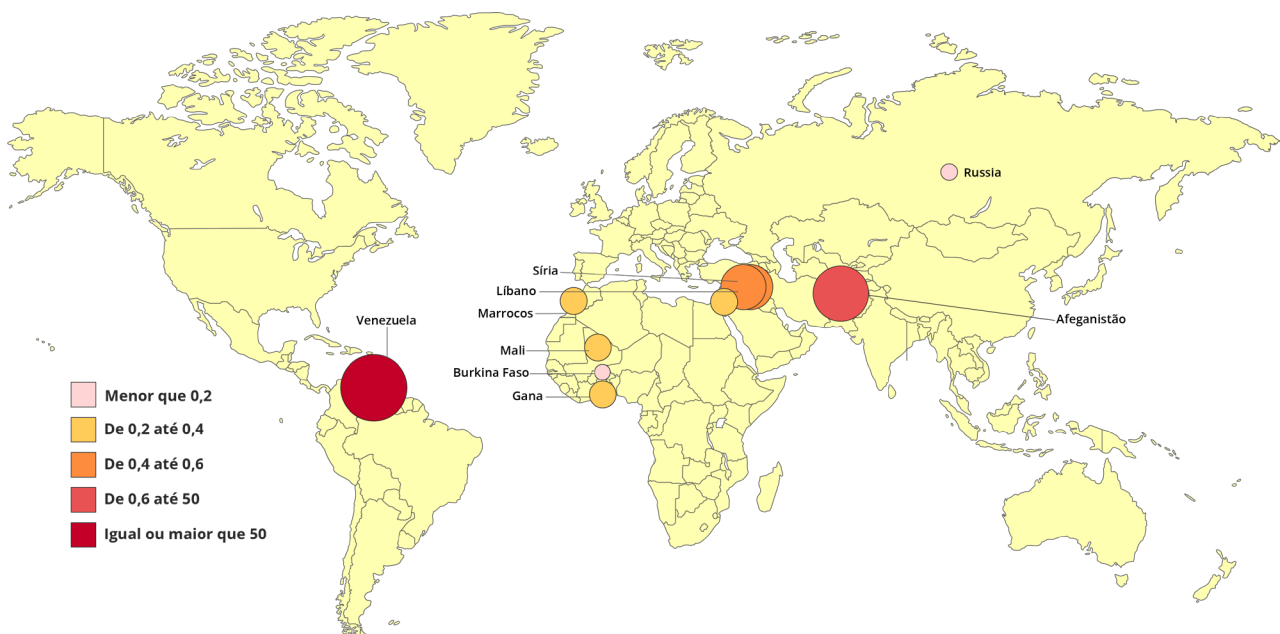 Russia
Síria
Líbano
Marrocos
Afeganistão
Venezuela
Mali
Burkina Faso
Gana
Menor que 0,2
De 0,2 até 0,4
De 0,4 até 0,6
De 0,6 até 50
Igual ou maior que 50